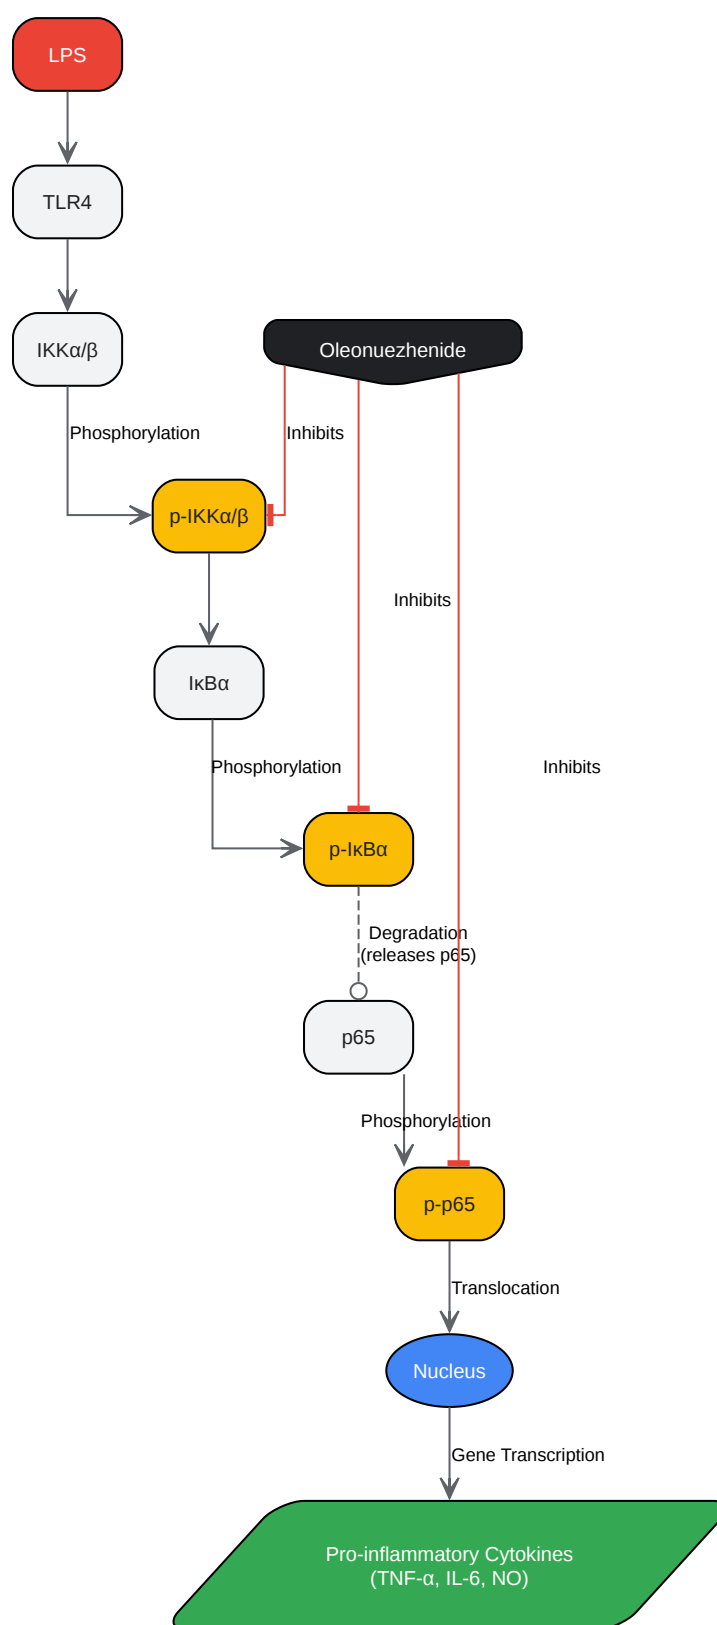 LPS
TLR4
IKKα/β
Oleonuezhenide
Phosphorylation
Inhibits
p-IKKα/β
Inhibits
IκBα
Phosphorylation
Inhibits
p-IκBα
Degradation
(releases p65)
p65
Phosphorylation
p-p65
Translocation
Nucleus
Gene Transcription
Pro-inflammatory Cytokines
(TNF-α, IL-6, NO)